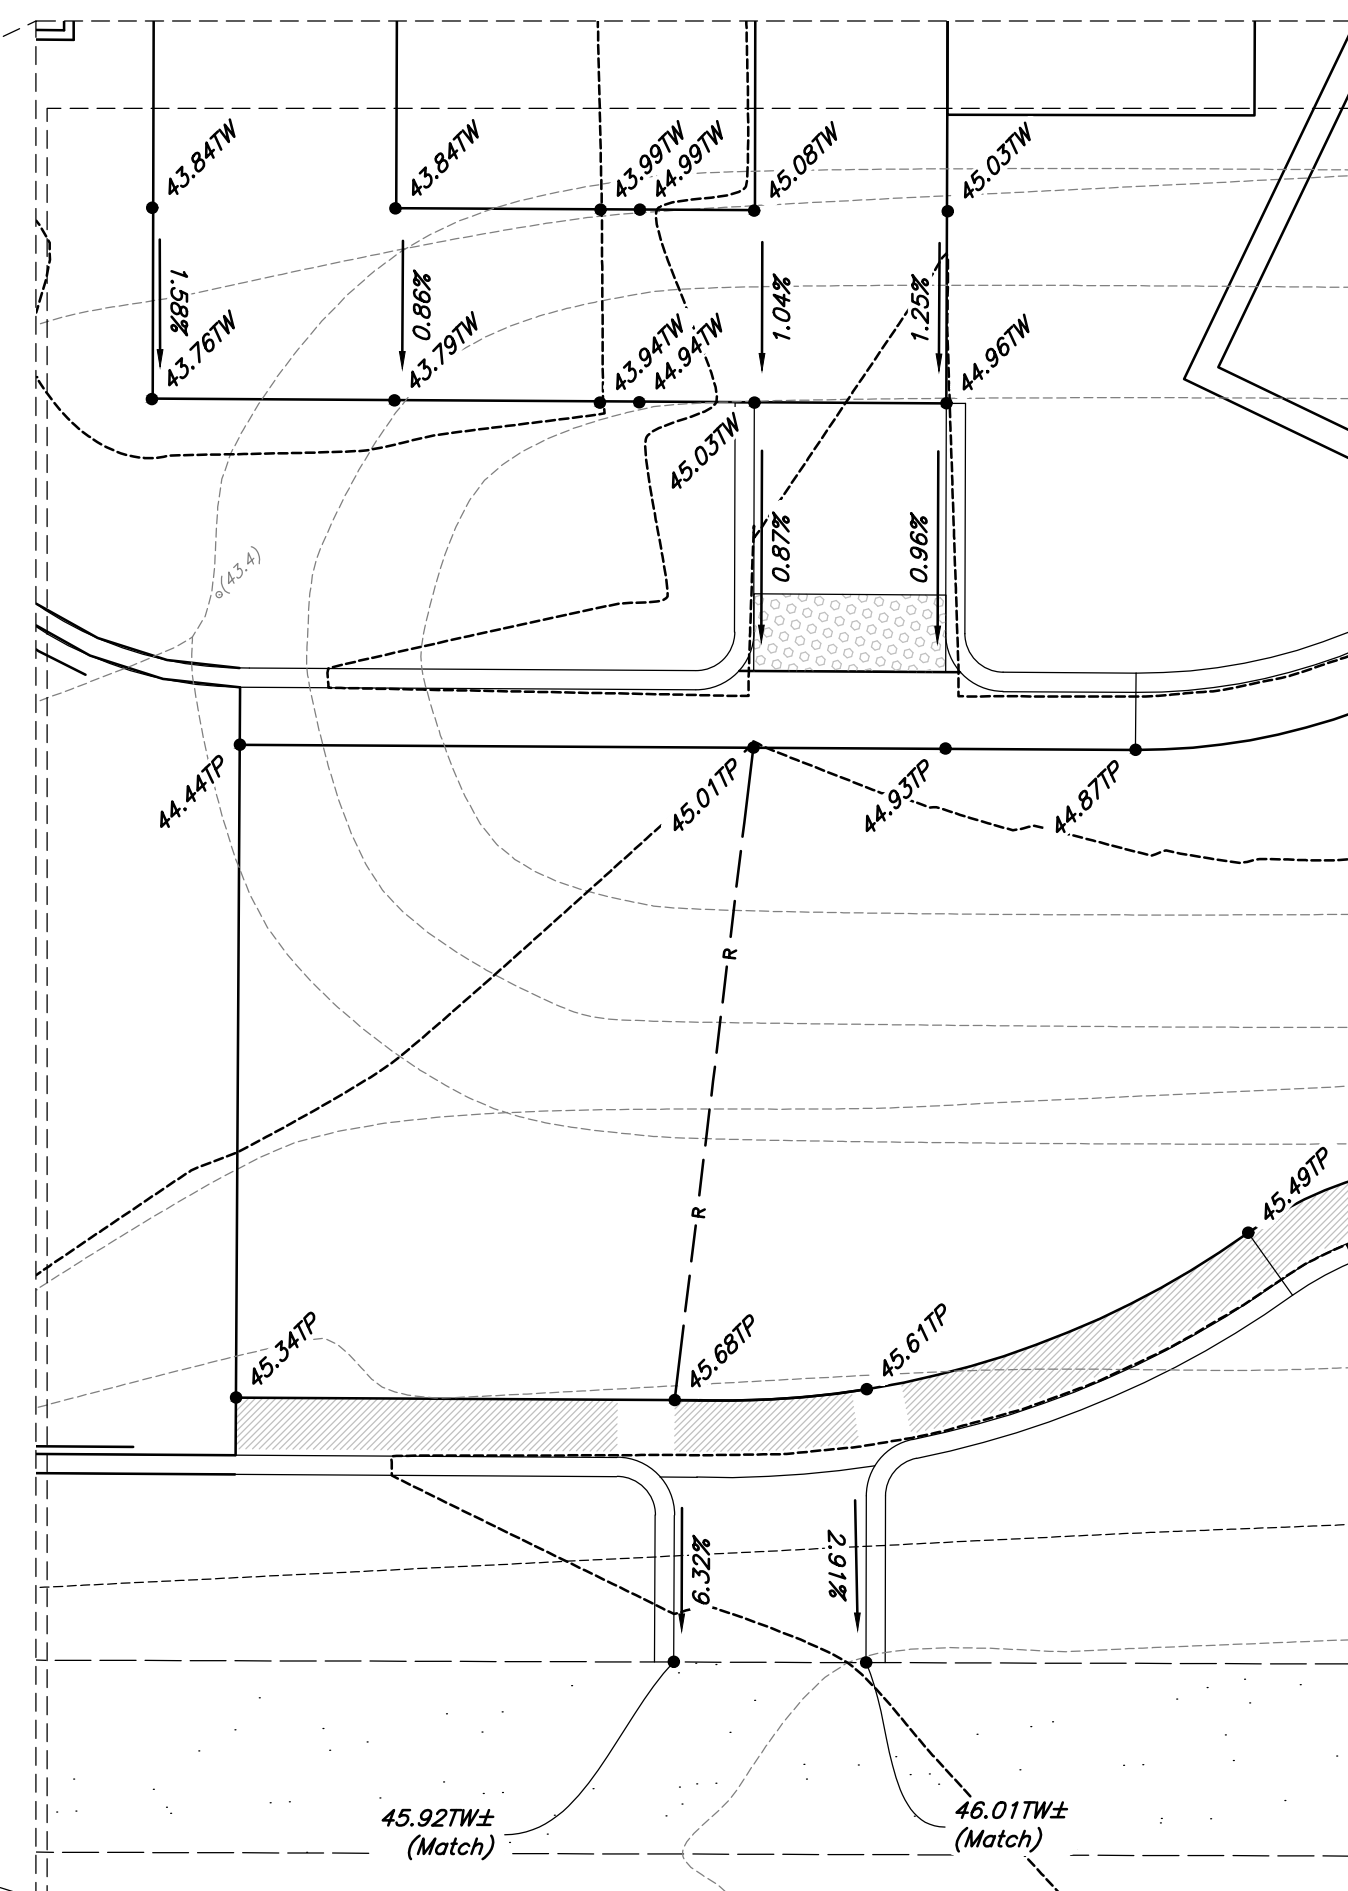 43.84TW
43.84TW
43.99TW
44.99TW
45.08TW
45.03TW
1.58%
0.86%
1.04%
1.25%
43.76TW
43.79TW
43.94TW
44.94TW
44.96TW
45.03TW
0.87%
0.96%
(43.4)
44.44TP
45.01TP
44.93TP
44.87TP
R
R
45.49TP
45.34TP
45.68TP
45.61TP
6.32%
2.91%
45.92TW±
(Match)
46.01TW±
(Match)